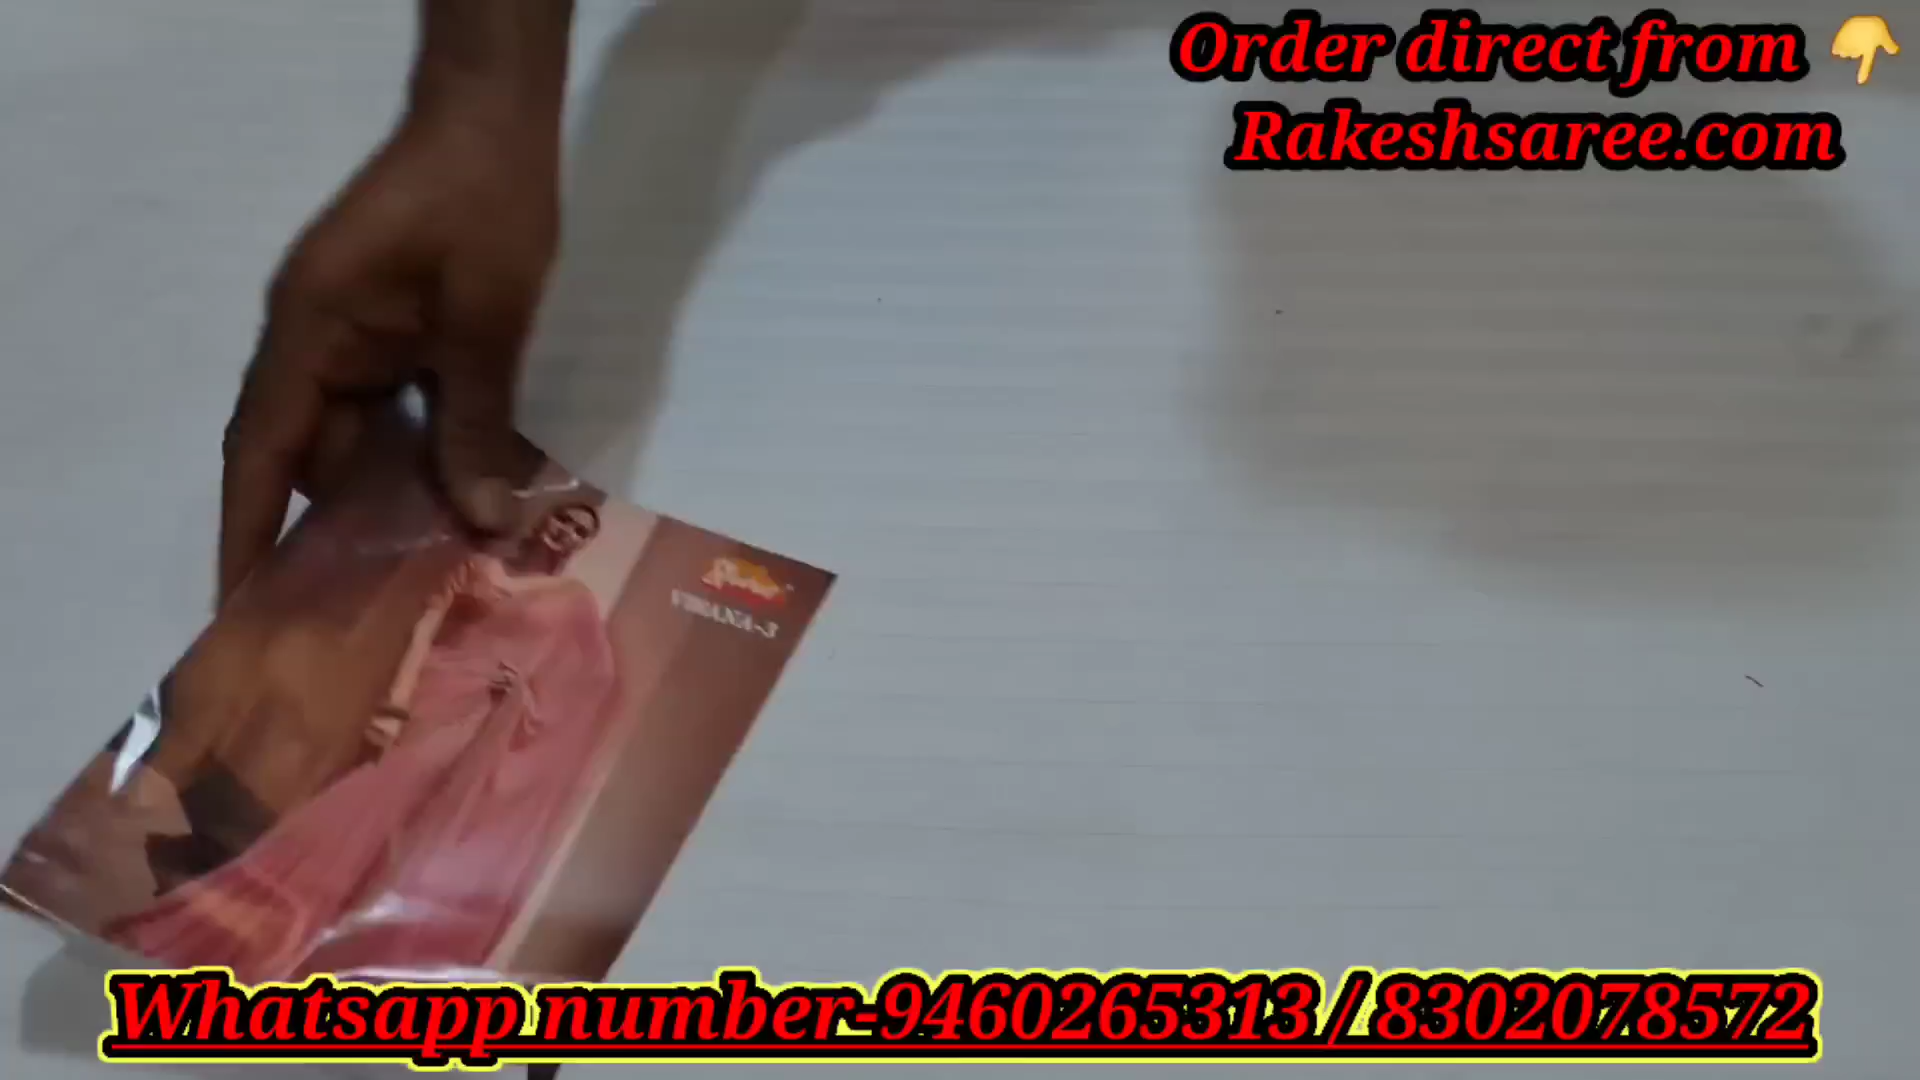 Order direct from 👇
Rakeshsaree.com
Whatsapp number-9460265313 / 8302078572